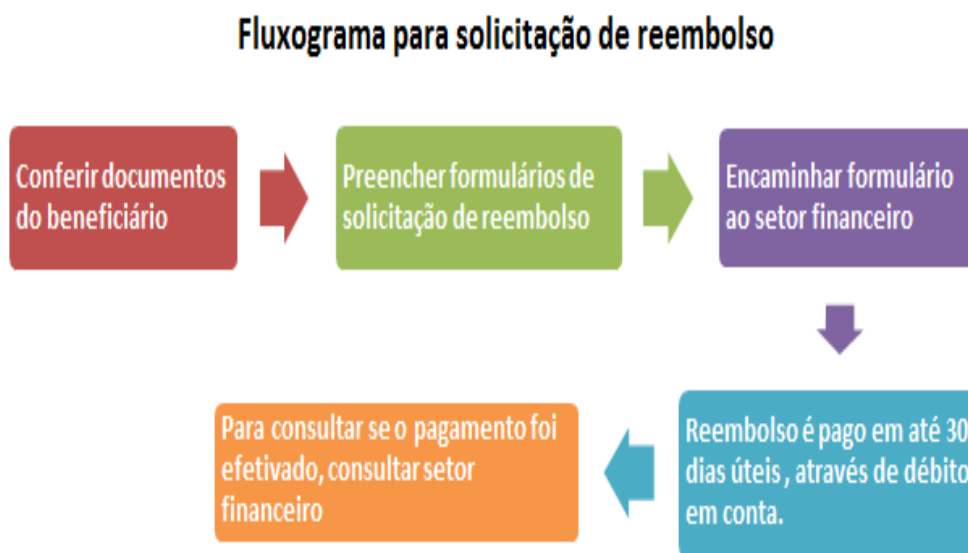 Fluxograma para solicitação de reembolso
Conferir documentos
do beneficiário
Preencher formulários de
solicitação de reembolso
Encaminhar formulário
ao setor financeiro
Reembolso é pago em até 30
dias úteis , através de débito
em conta.
Para consultar se o pagamento foi
efetivado, consultar setor
financeiro